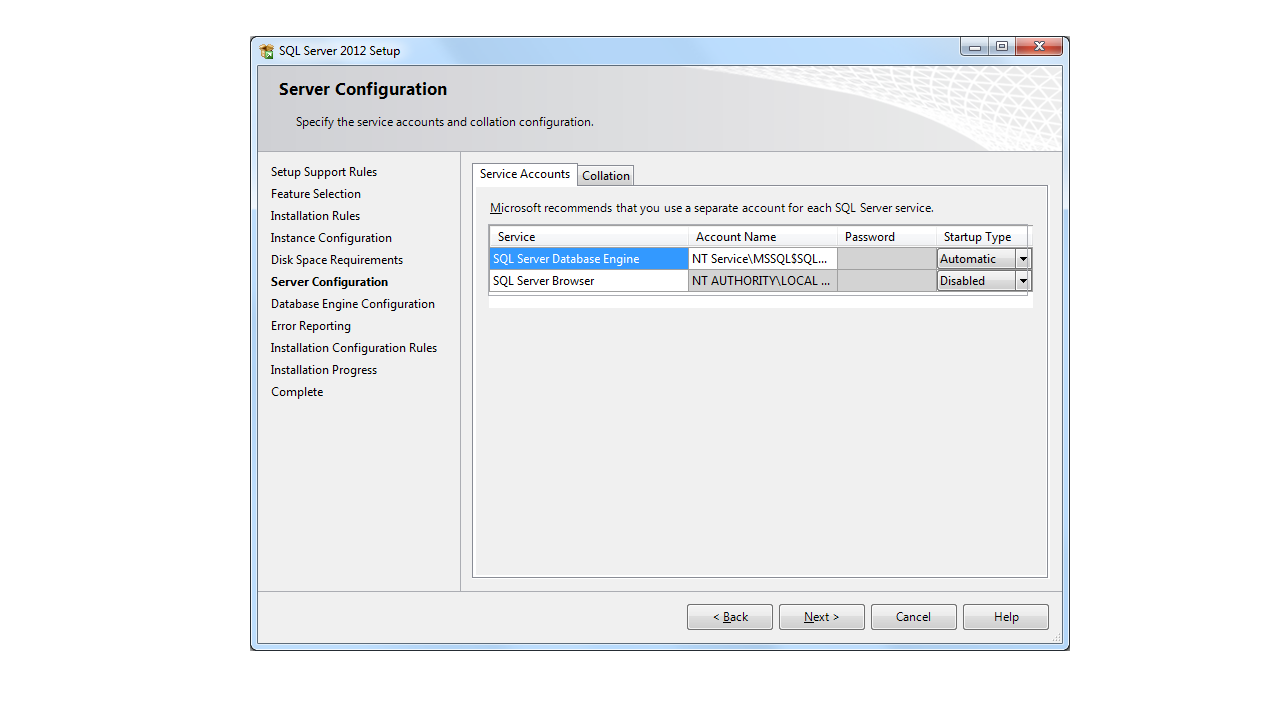 SQL Server 2012 Setup
Server Configuration
Specify the service accounts and collation configuration.
Setup Support Rules
Feature Selection
Installation Rules
Instance Configuration
Disk Space Requirements
Server Configuration
Database Engine Configuration
Error Reporting
Installation Configuration Rules
Installation Progress
Complete
Service Accounts Collation
Microsoft recommends that you use a separate account for each SQL Server service.
Service Account Name Password Startup Type
SQL Server Database Engine NT Service\MSSQL$SQL... Automatic
SQL Server Browser NT AUTHORITY\LOCAL ... Disabled
< Back Next > Cancel Help